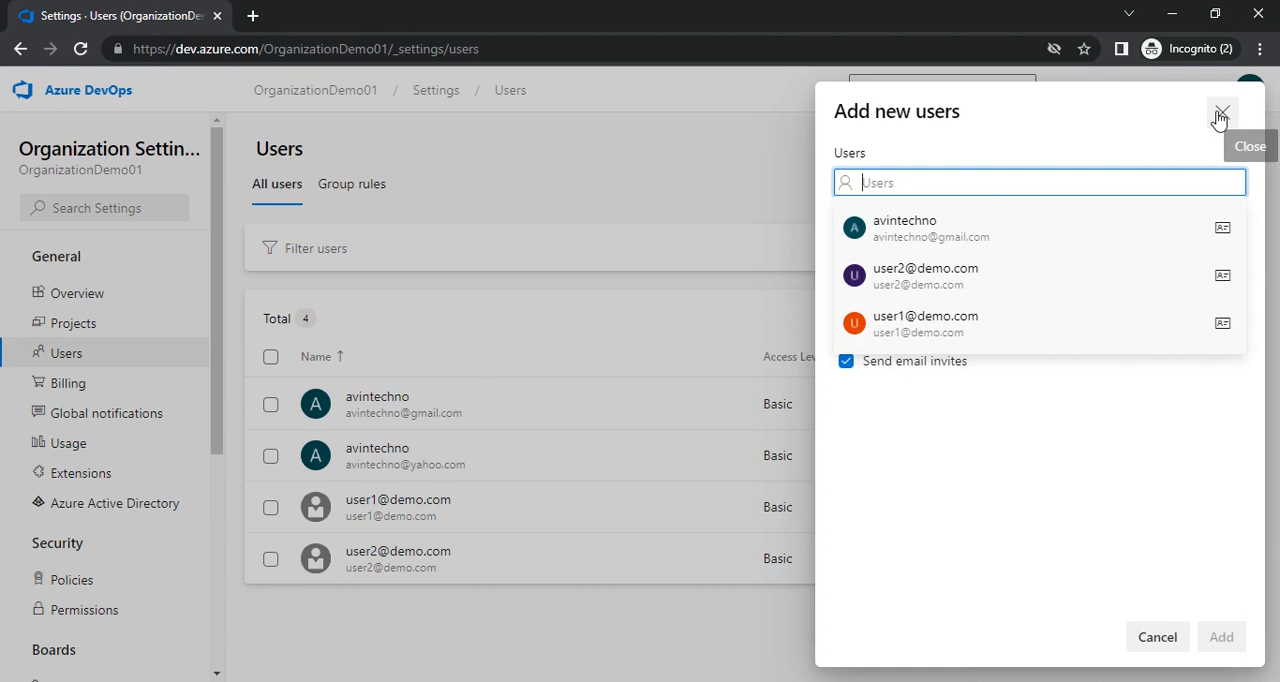 Settings · Users (OrganizationDe
https://dev.azure.com/OrganizationDemo01/_settings/users
Incognito (2)
Azure DevOps
OrganizationDemo01 / Settings / Users
Organization Settin...
OrganizationDemo01
Search Settings
General
Overview
Projects
Users
Billing
Global notifications
Usage
Extensions
Azure Active Directory
Security
Policies
Permissions
Boards
Users
All users
Group rules
Filter users
Total 4
Name ↑
Access Lev
A
avintechno
avintechno@gmail.com
Basic
A
avintechno
avintechno@yahoo.com
Basic
user1@demo.com
user1@demo.com
Basic
user2@demo.com
user2@demo.com
Basic
Add new users
Close
Users
Users
A
avintechno
avintechno@gmail.com
U
user2@demo.com
user2@demo.com
U
user1@demo.com
user1@demo.com
Send email invites
Cancel
Add